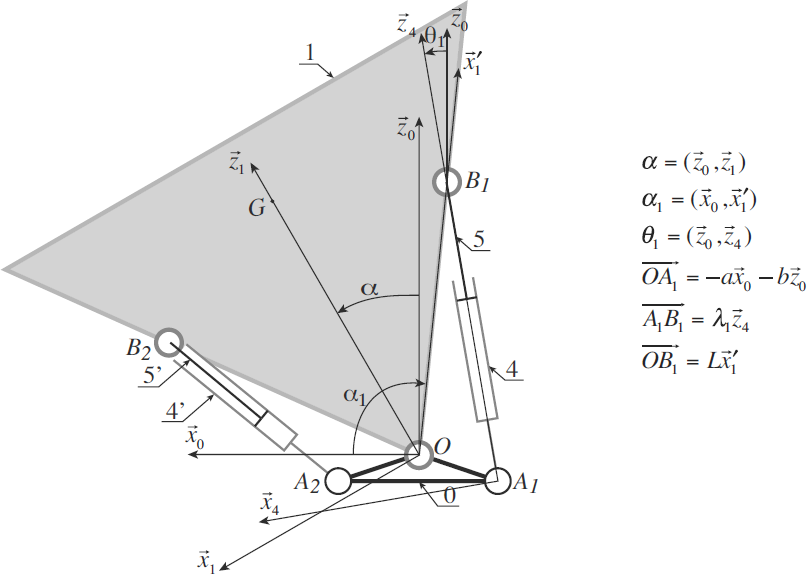 z⃗₄ θ₁ z⃗₀
x⃗₁′
1
z⃗₀
z⃗₁
B₁
G
5
α
B₂
5'
4'
α₁
4
x⃗₀
O
A₂
0
A₁
x⃗₄
x⃗₁
α = (z⃗₀ , z⃗₁)
α₁ = (x⃗₀ , x⃗₁′)
θ₁ = (z⃗₀ , z⃗₄)
OA₁⃗ = −ax⃗₀ − bz⃗₀
A₁B₁⃗ = λ₁z⃗₄
OB₁⃗ = Lx⃗₁′